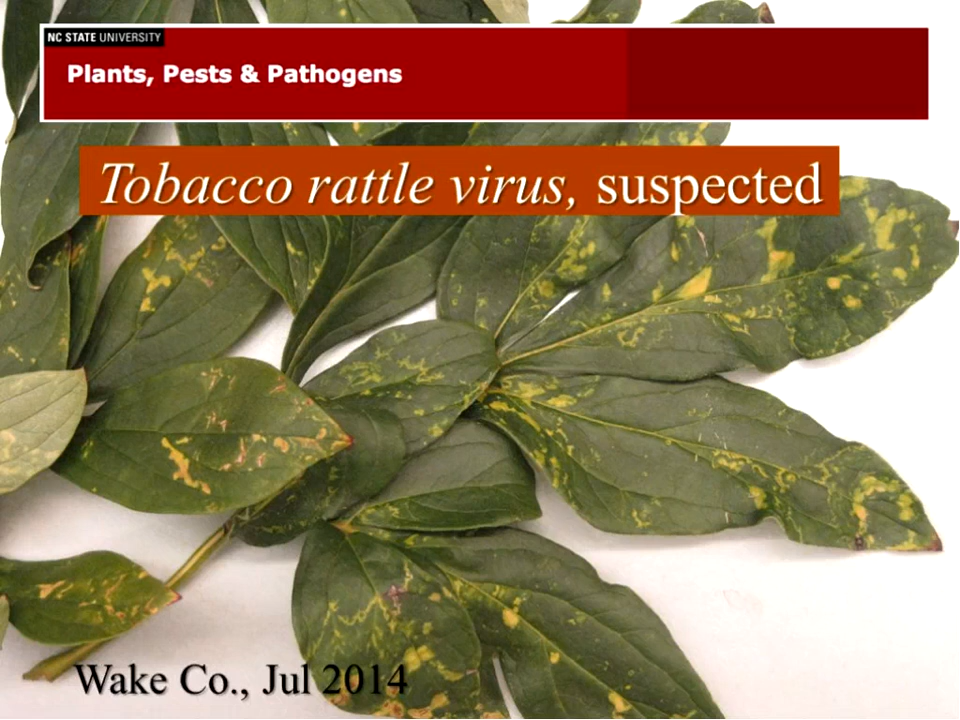 NC STATE UNIVERSITY
Plants, Pests & Pathogens
Tobacco rattle virus, suspected
Wake Co., Jul 2014